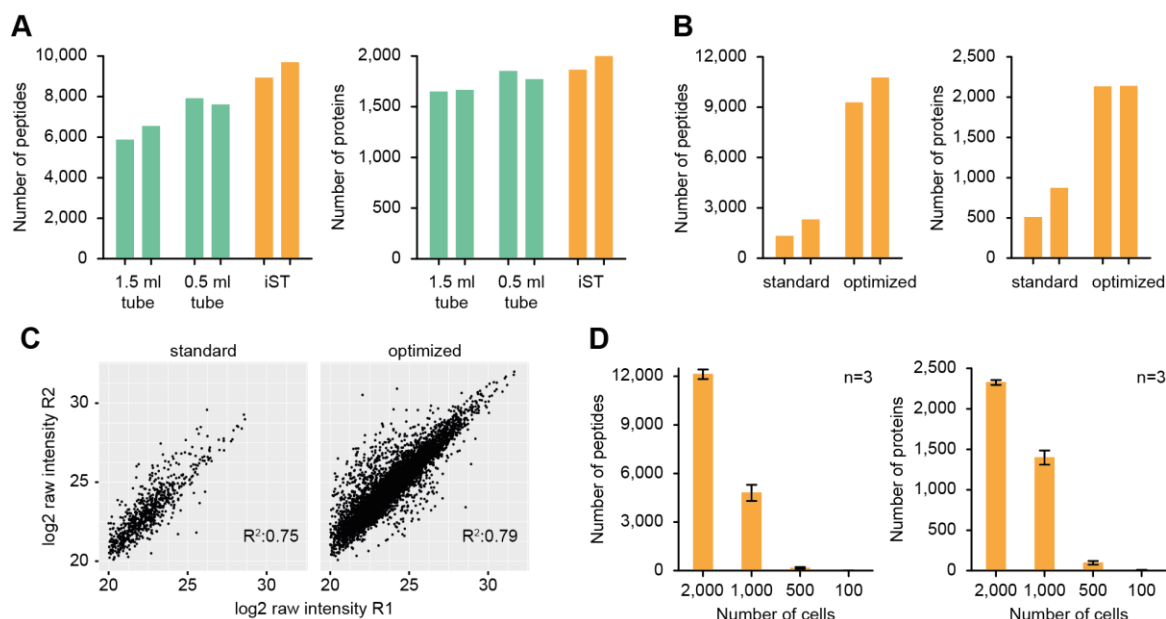 A
Number of peptides
10,000
8,000
6,000
4,000
2,000
0
1.5 ml
tube
0.5 ml
tube
iST
Number of proteins
2,000
1,500
1,000
500
0
1.5 ml
tube
0.5 ml
tube
iST
B
Number of peptides
12,000
9,000
6,000
3,000
0
standard
optimized
Number of proteins
2,500
2,000
1,500
1,000
500
0
standard
optimized
C
standard
optimized
log2 raw intensity R2
30
25
20
R²:0.75
R²:0.79
20
25
30
20
25
30
log2 raw intensity R1
D
Number of peptides
12,000
9,000
6,000
3,000
0
n=3
2,000
1,000
500
100
Number of cells
Number of proteins
2,500
2,000
1,500
1,000
500
0
n=3
2,000
1,000
500
100
Number of cells